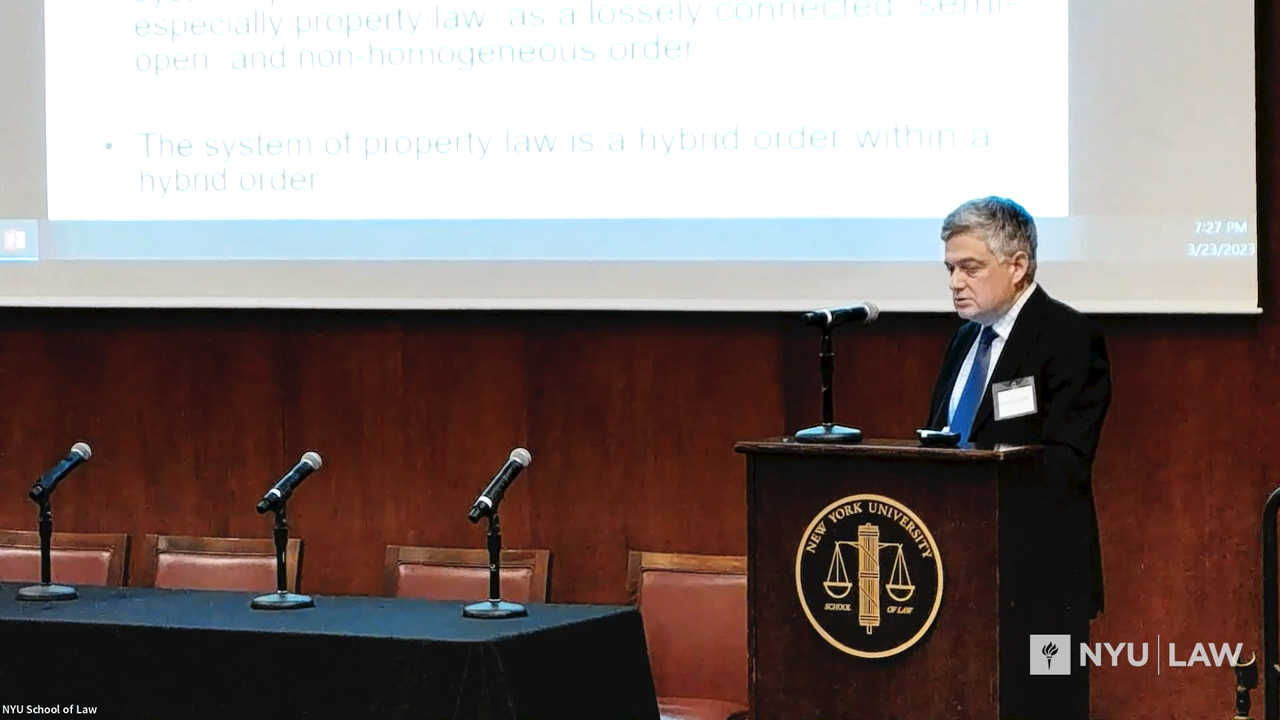 especially property law as a lossely connected semi-
open, and non-homogeneous order
• The system of property law is a hybrid order within a
hybrid order
7:27 PM
3/23/2023
NEW YORK UNIVERSITY
SCHOOL OF LAW
NYU LAW
NYU School of Law